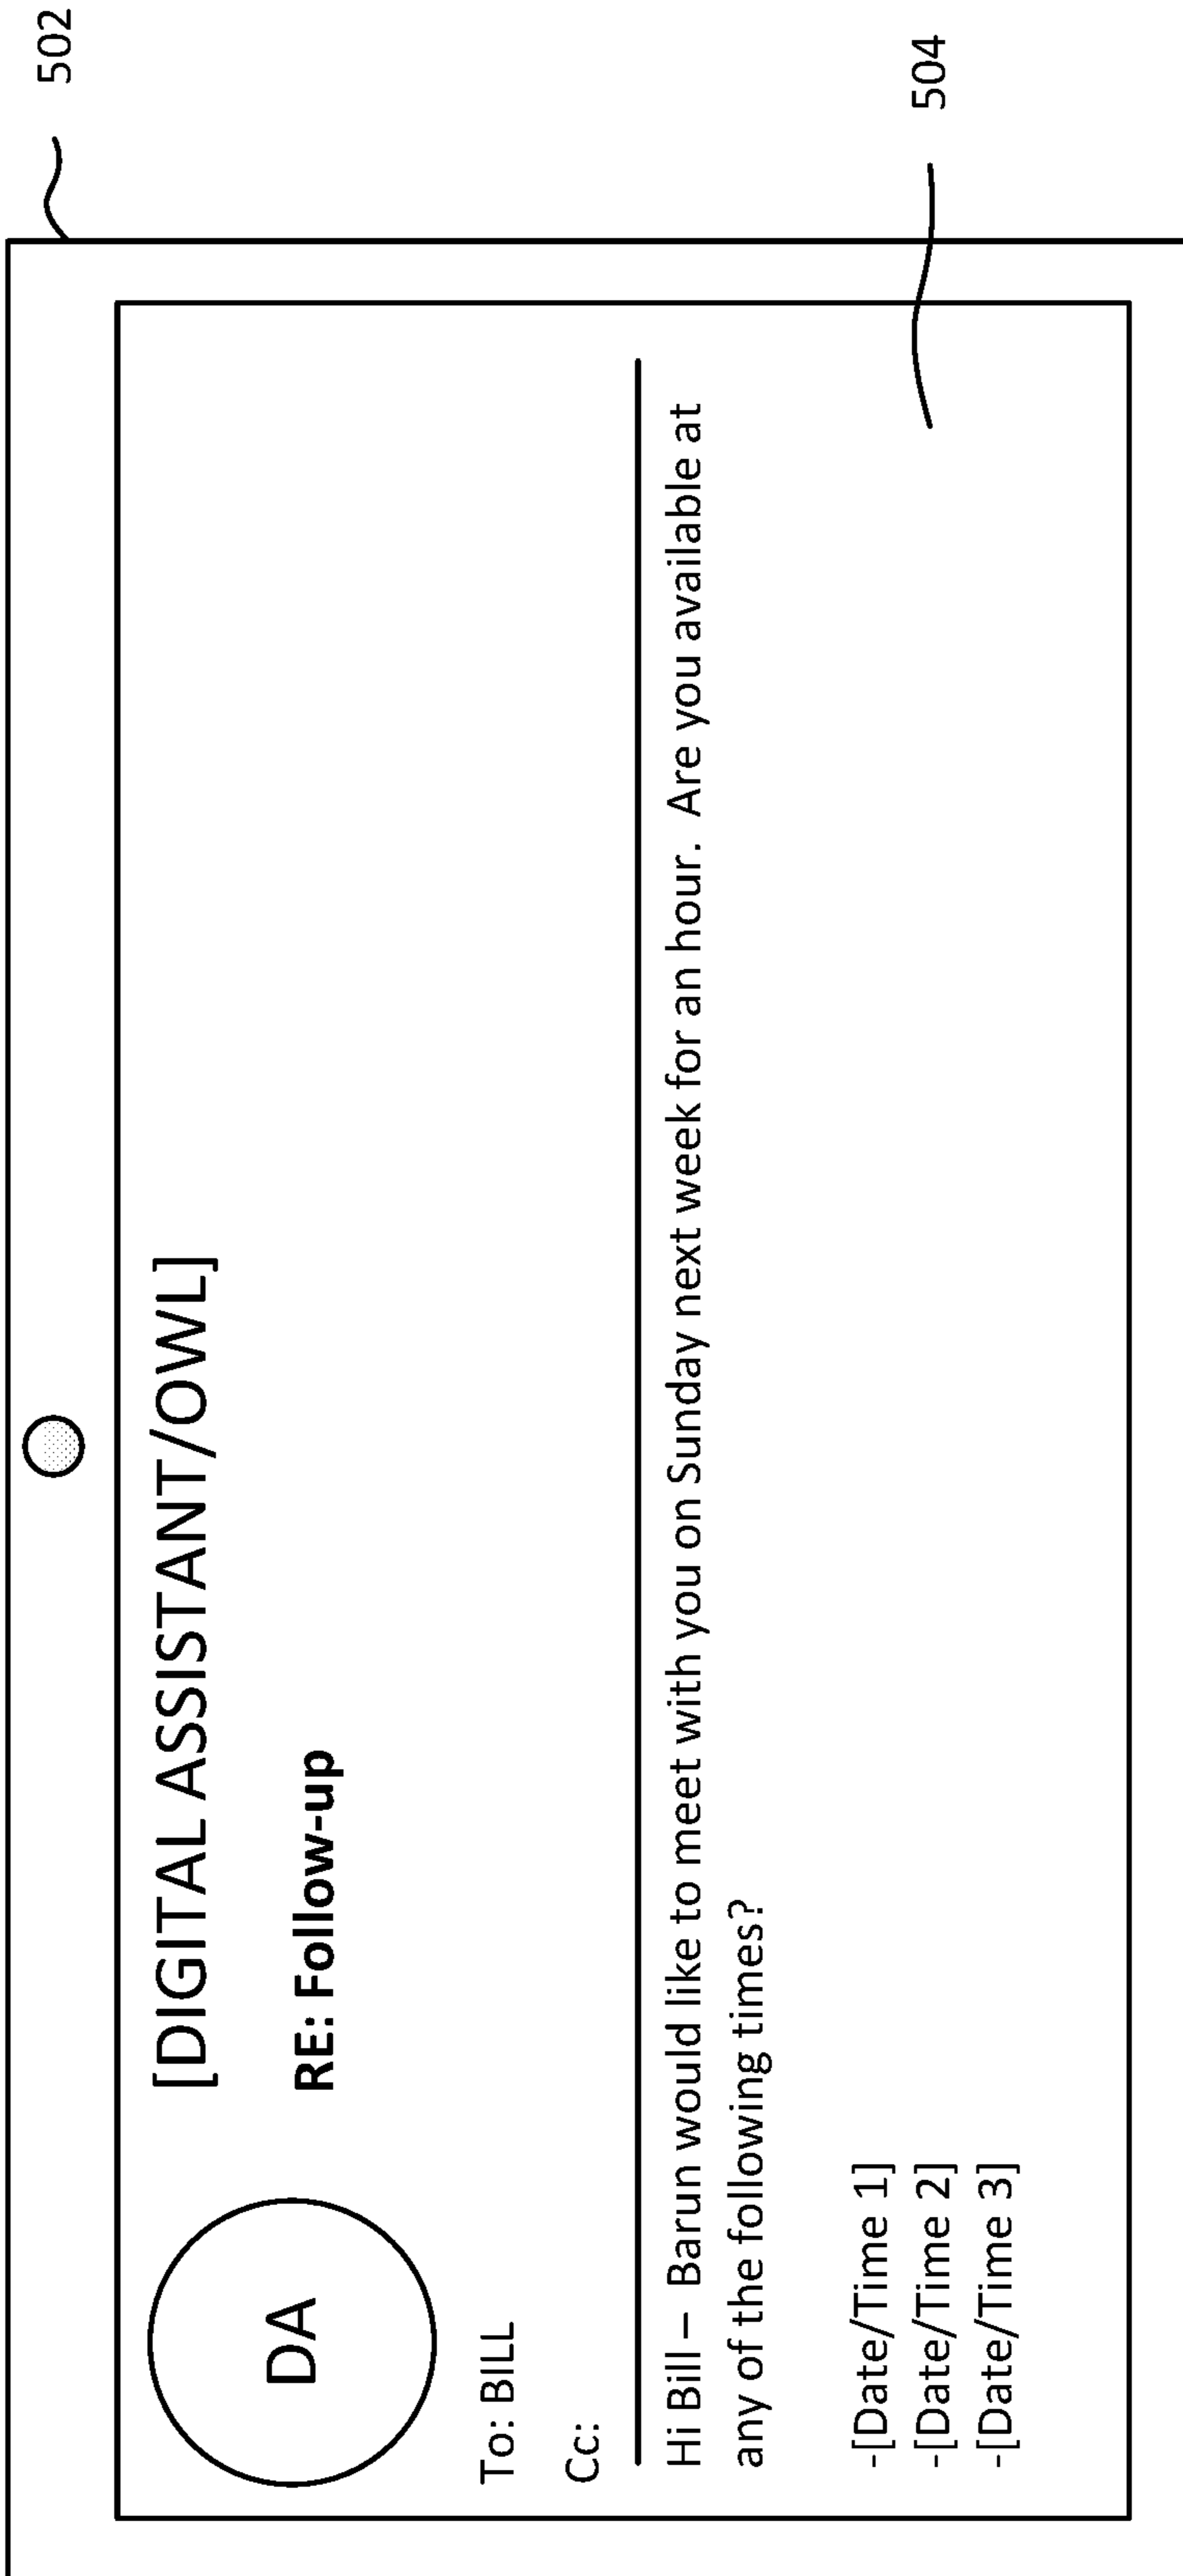 502
DA
[DIGITAL ASSISTANT/OWL]
RE: Follow-up
To: BILL
Cc:
Hi Bill – Barun would like to meet with you on Sunday next week for an hour.  Are you available at
any of the following times?
-[Date/Time 1]
-[Date/Time 2]
-[Date/Time 3]
504